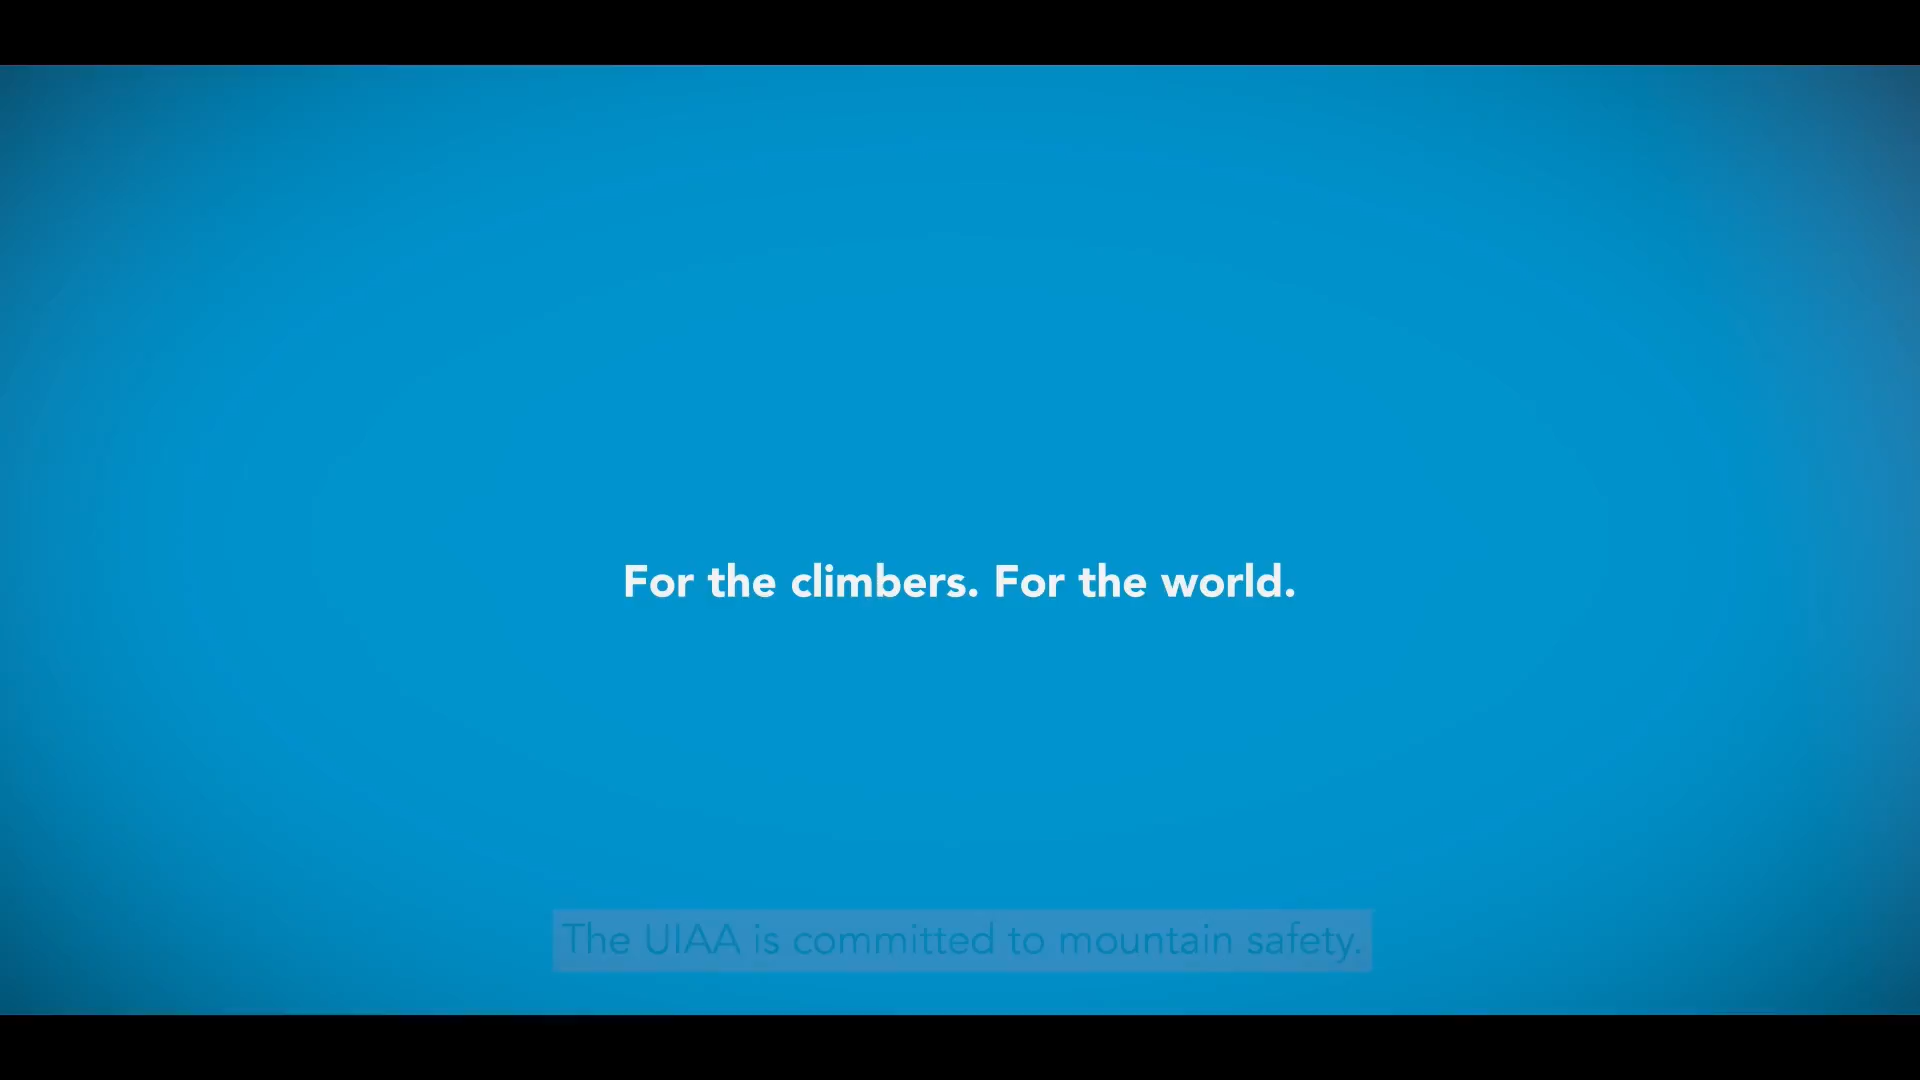 For the climbers. For the world.
The UIAA is committed to mountain safety.